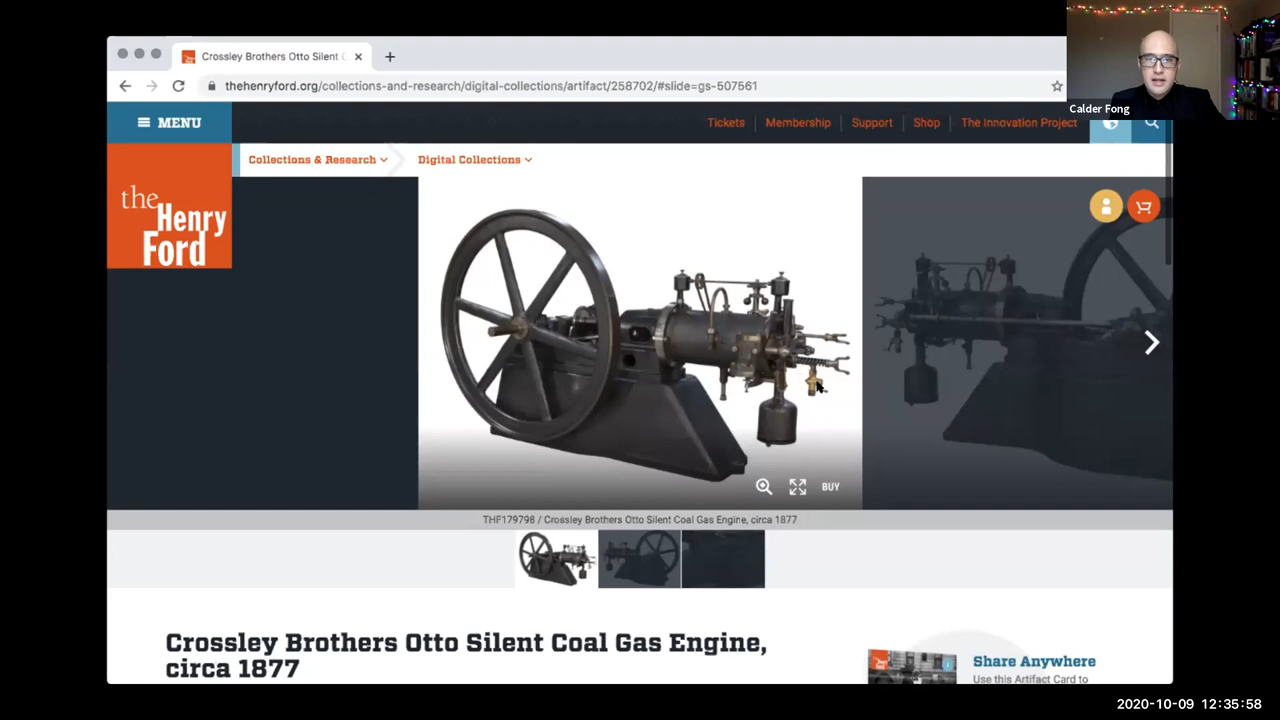 Crossley Brothers Otto Silent C
thehenryford.org/collections-and-research/digital-collections/artifact/258702/#slide=gs-507561
Calder Fong
MENU
Tickets
Membership
Support
Shop
The Innovation Project
Collections & Research
Digital Collections
the
Henry
Ford
BUY
THF179798 / Crossley Brothers Otto Silent Coal Gas Engine, circa 1877
Crossley Brothers Otto Silent Coal Gas Engine,
circa 1877
Share Anywhere
Use this Artifact Card to
2020-10-09 12:35:58